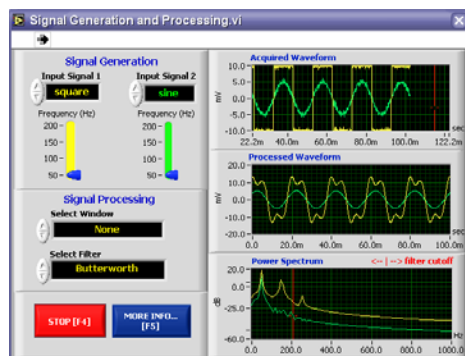 Signal Generation and Processing.vi
Signal Generation
Input Signal 1
Input Signal 2
square
sine
Frequency (Hz)
Frequency (Hz)
200
200
150
150
100
100
50
50
Signal Processing
Select Window
None
Select Filter
Butterworth
STOP [F4]
MORE INFO...
[F5]
Acquired Waveform
mV
10.0
5.0
0.0
-5.0
-10.0
22.2m 40.0m 60.0m 80.0m 100.0m 122.2m
sec
Processed Waveform
mV
20.0
10.0
0.0
-10.0
-20.0
0.0 20.0m 40.0m 60.0m 80.0m 100.0m
sec
Power Spectrum
<-- | --> filter cutoff
dB
20.0
0.0
-25.0
-60.0
0.0 200.0 400.0 600.0 800.0 1000.0
Hz